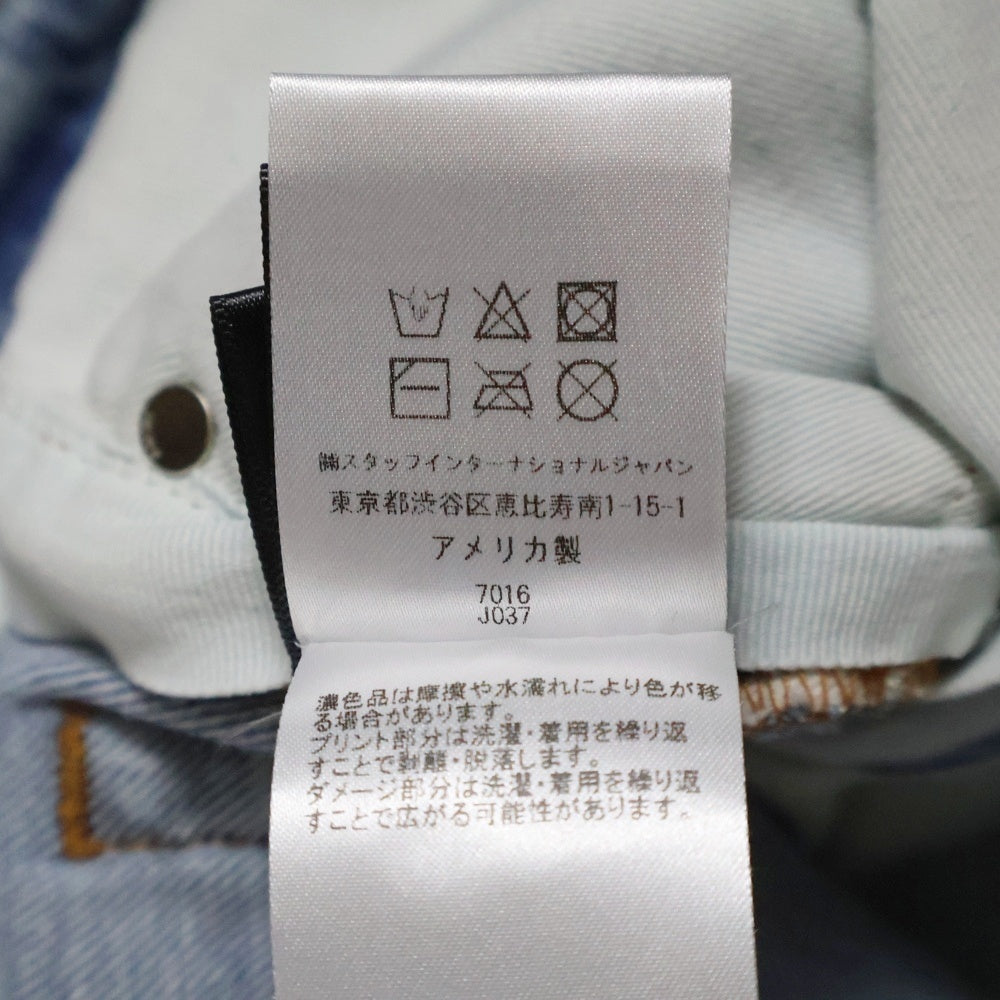 ㈱スタッフインターナショナルジャパン
東京都渋谷区恵比寿南1-15-1
アメリカ製
7016
J037
濃色品は摩擦や水濡れにより色が移
る場合があります。
プリント部分は洗濯・着用を繰り返
すことで剥離・脱落します。
ダメージ部分は洗濯・着用を繰り返
すことで広がる可能性があります。